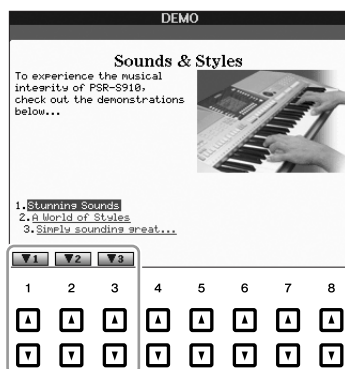 DEMO
Sounds & Styles
To experience the musical
integrity of PSR-S910,
check out the demonstrations
below...
1.Stunning Sounds
2.A World of Styles
3.Simply sounding great...
▼1 ▼2 ▼3
1 2 3 4 5 6 7 8